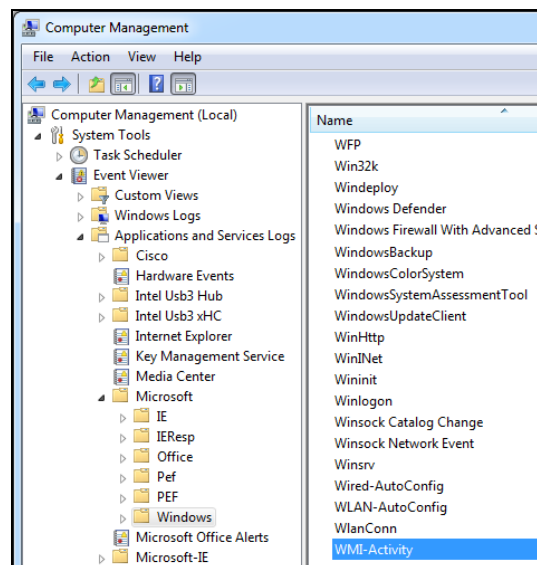 Computer Management
File Action View Help
Computer Management (Local)
System Tools
Task Scheduler
Event Viewer
Custom Views
Windows Logs
Applications and Services Logs
Cisco
Hardware Events
Intel Usb3 Hub
Intel Usb3 xHC
Internet Explorer
Key Management Service
Media Center
Microsoft
IE
IEResp
Office
Pef
PEF
Windows
Microsoft Office Alerts
Microsoft-IE
Name
WFP
Win32k
Windeploy
Windows Defender
Windows Firewall With Advanced S
WindowsBackup
WindowsColorSystem
WindowsSystemAssessmentTool
WindowsUpdateClient
WinHttp
WinINet
Wininit
Winlogon
Winsock Catalog Change
Winsock Network Event
Winsrv
Wired-AutoConfig
WLAN-AutoConfig
WlanConn
WMI-Activity